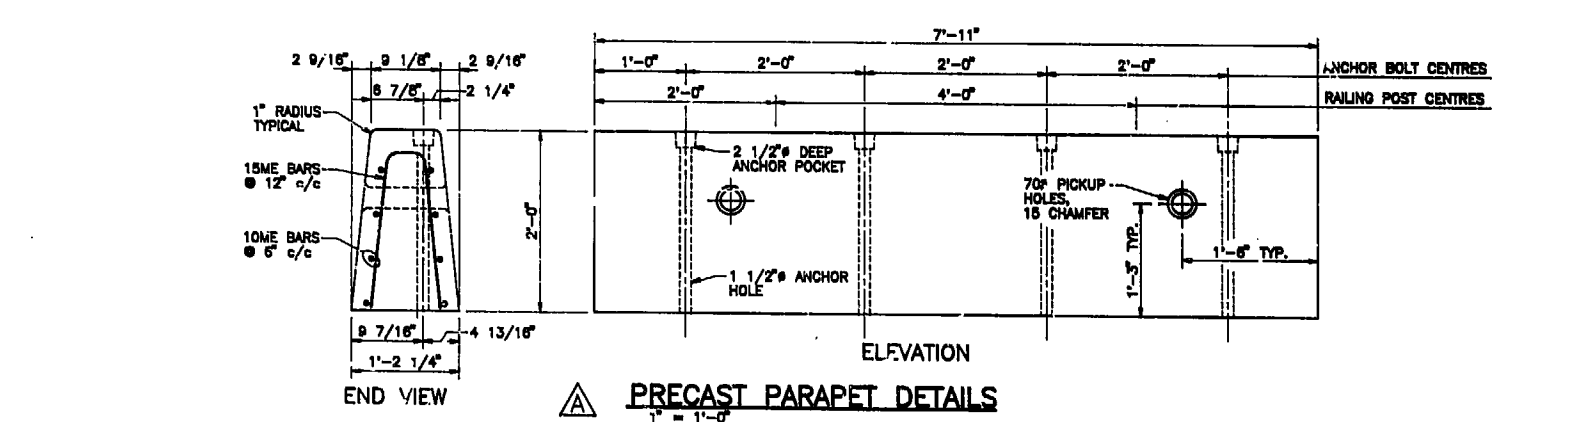 7'-11"
2 9/16" 9 1/8" 2 9/16"
1'-0" 2'-0" 2'-0" 2'-0" ANCHOR BOLT CENTRES
6 7/8" 2 1/4"
2'-0" 4'-0" RAILING POST CENTRES
1" RADIUS
TYPICAL
2 1/2"ø DEEP
ANCHOR POCKET
15ME BARS
@ 12" c/c
70ø PICKUP
HOLES,
15 CHAMFER
2'-0"
10ME BARS
@ 6" c/c
1'-3" TYP.
1'-6" TYP.
1 1/2"ø ANCHOR
HOLE
9 7/16" 4 13/16"
1'-2 1/4"
ELEVATION
END VIEW
A PRECAST PARAPET DETAILS
1" = 1'-0"